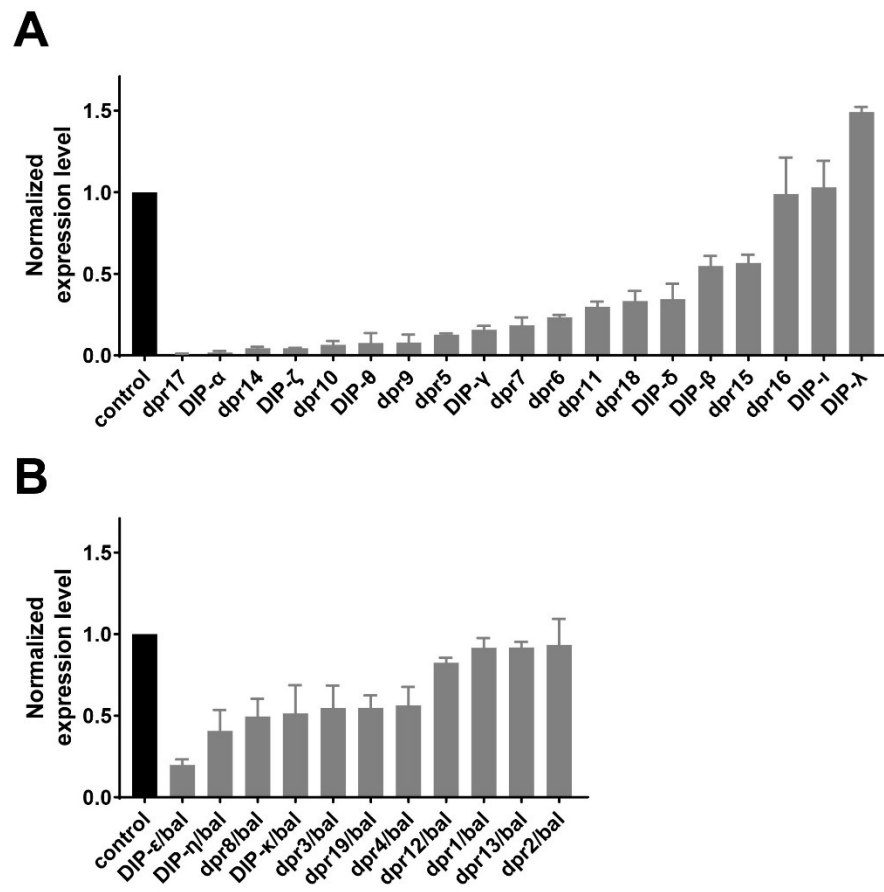 A
Normalized
expression level
1.5
1.0
0.5
0.0
control
dpr17
DIP-α
dpr14
DIP-ζ
dpr10
DIP-θ
dpr9
dpr5
DIP-γ
dpr7
dpr6
dpr11
dpr18
DIP-δ
DIP-β
dpr15
dpr16
DIP-ι
DIP-λ
B
Normalized
expression level
1.5
1.0
0.5
0.0
control
DIP-ε/bal
DIP-η/bal
dpr8/bal
DIP-κ/bal
dpr3/bal
dpr19/bal
dpr4/bal
dpr12/bal
dpr1/bal
dpr13/bal
dpr2/bal